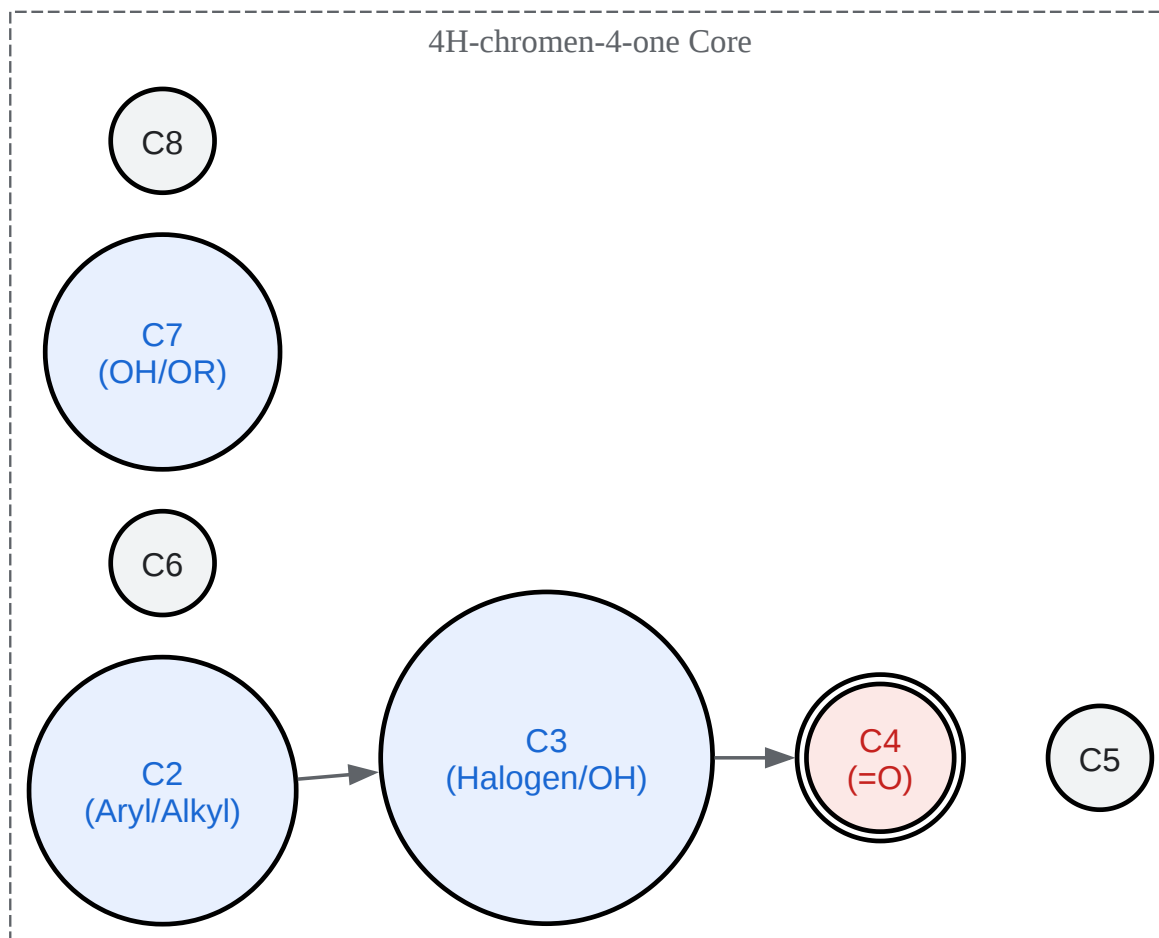 4H-chromen-4-one Core
C8
C7
(OH/OR)
C6
C2
(Aryl/Alkyl)
C3
(Halogen/OH)
C4
(=O)
C5